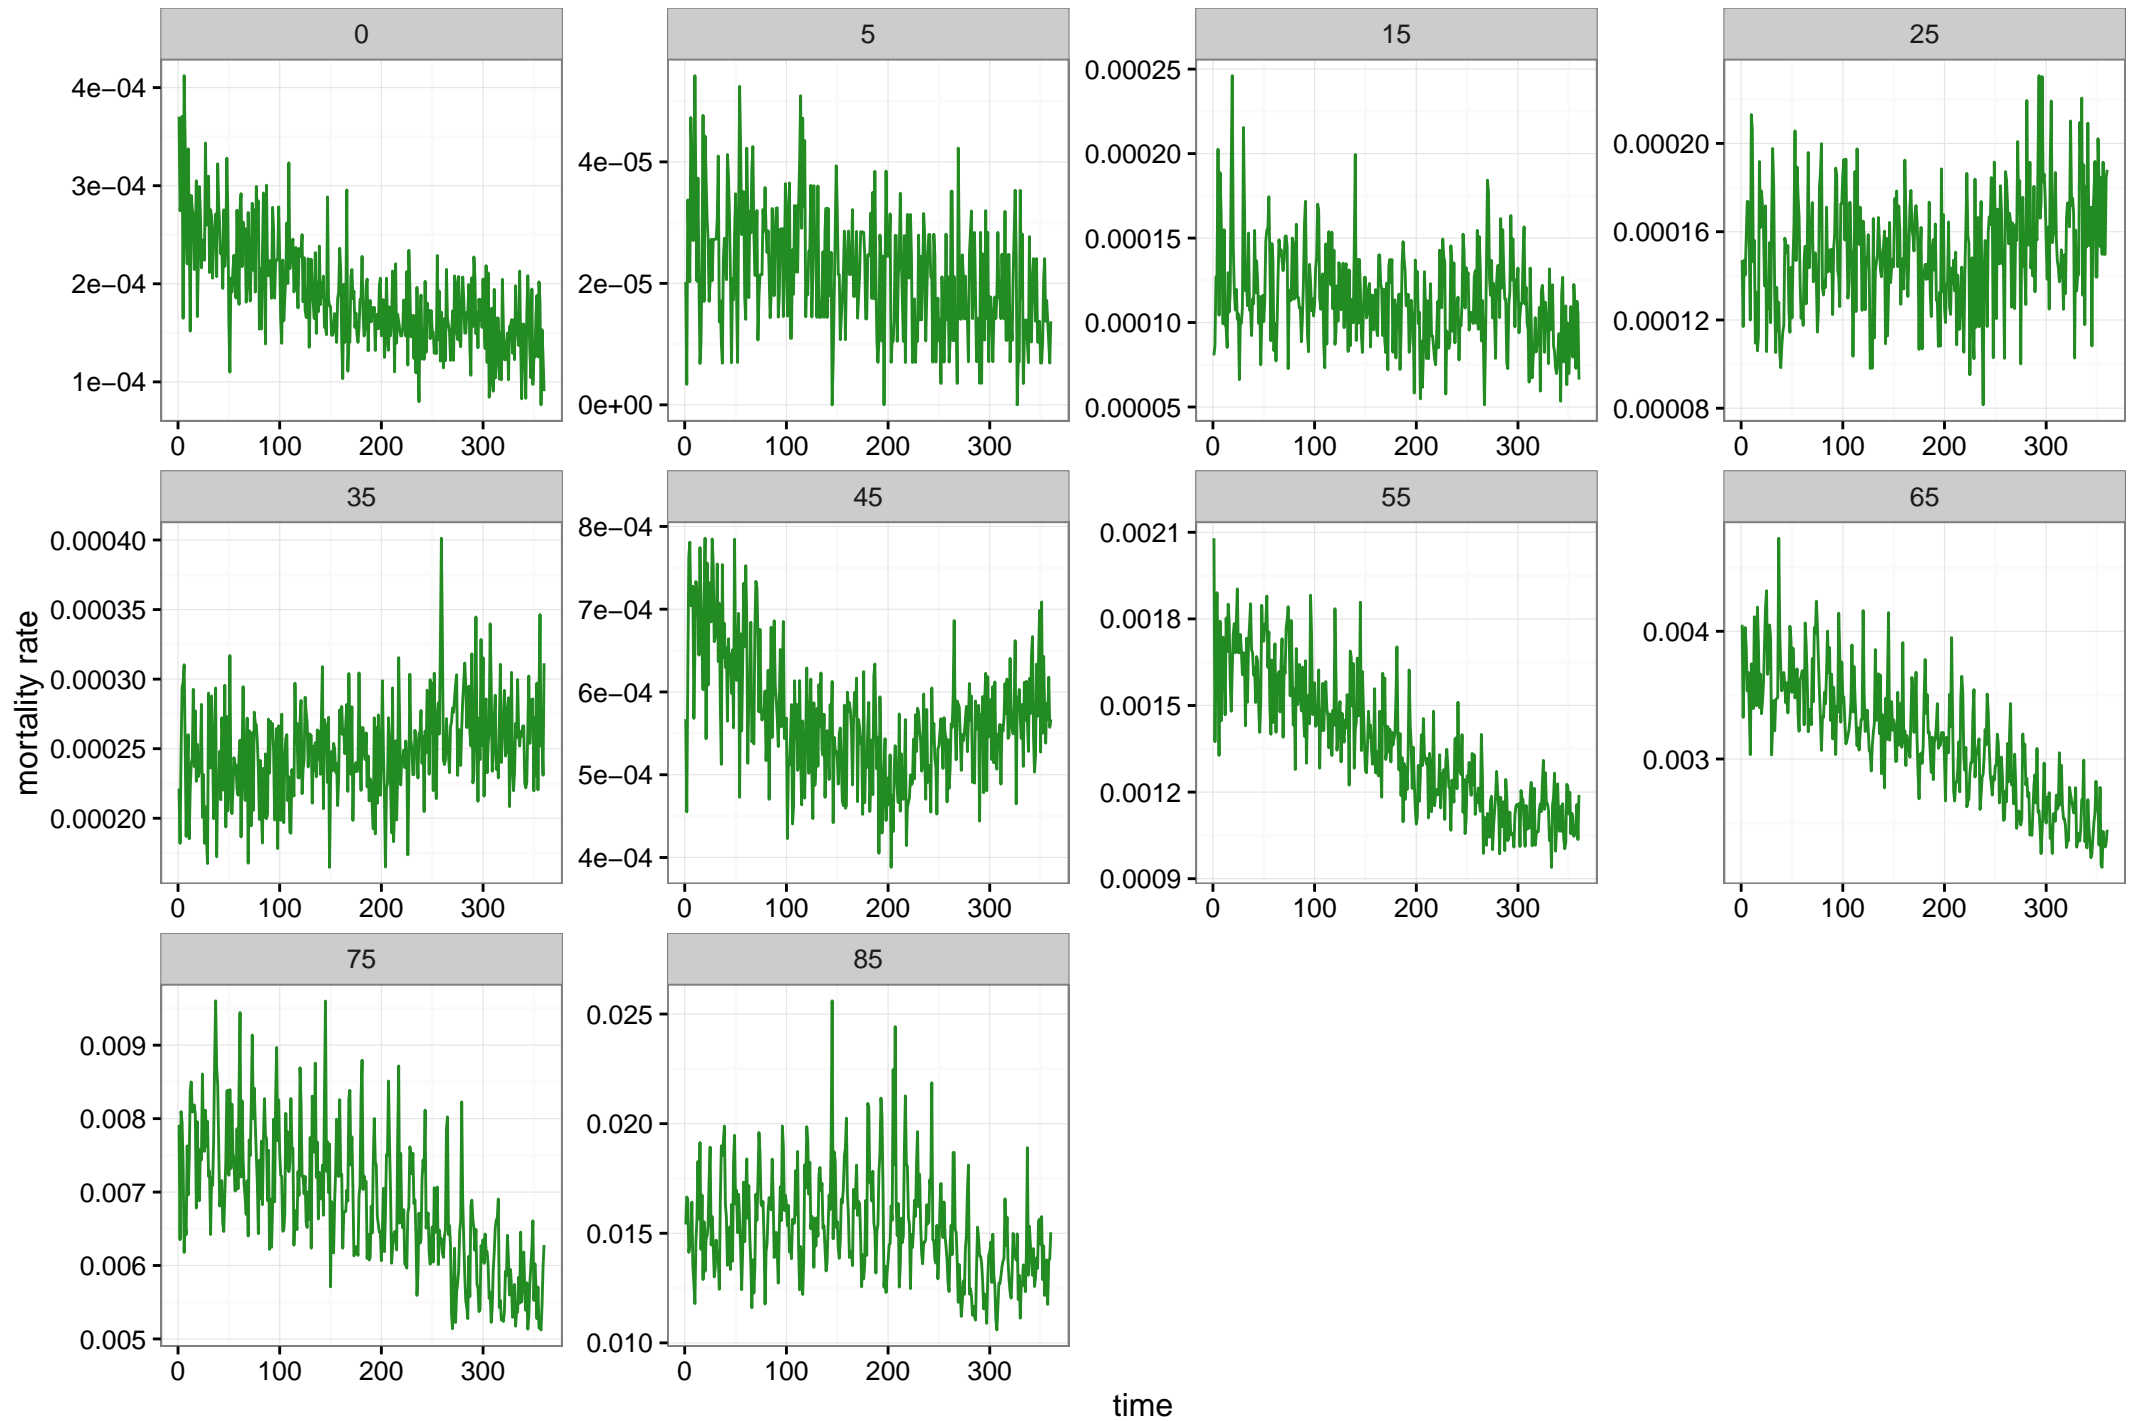 0 5 15 25
4e−04
3e−04
2e−04
1e−04
0 100 200 300
4e−05
2e−05
0e+00
0 100 200 300
0.00025
0.00020
0.00015
0.00010
0.00005
0 100 200 300
0.00020
0.00016
0.00012
0.00008
0 100 200 300
35 45 55 65
mortality rate
0.00040
0.00035
0.00030
0.00025
0.00020
0 100 200 300
8e−04
7e−04
6e−04
5e−04
4e−04
0 100 200 300
0.0021
0.0018
0.0015
0.0012
0.0009
0 100 200 300
0.004
0.003
0 100 200 300
75 85
0.009
0.008
0.007
0.006
0.005
0 100 200 300
0.025
0.020
0.015
0.010
0 100 200 300
time